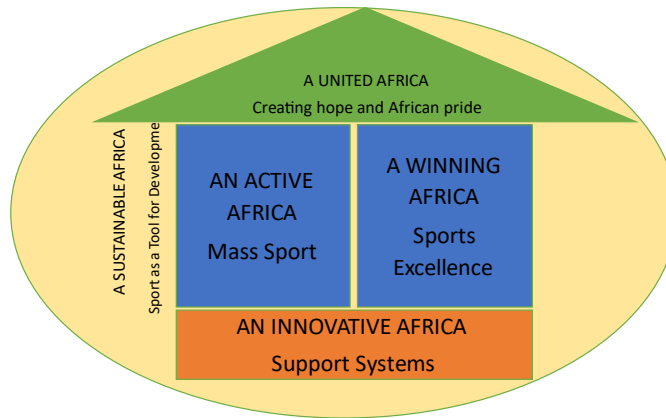 A UNITED AFRICA
Creating hope and African pride
A SUSTAINABLE AFRICA
Sport as a Tool for Developme
AN ACTIVE
AFRICA
Mass Sport
A WINNING
AFRICA
Sports
Excellence
AN INNOVATIVE AFRICA
Support Systems